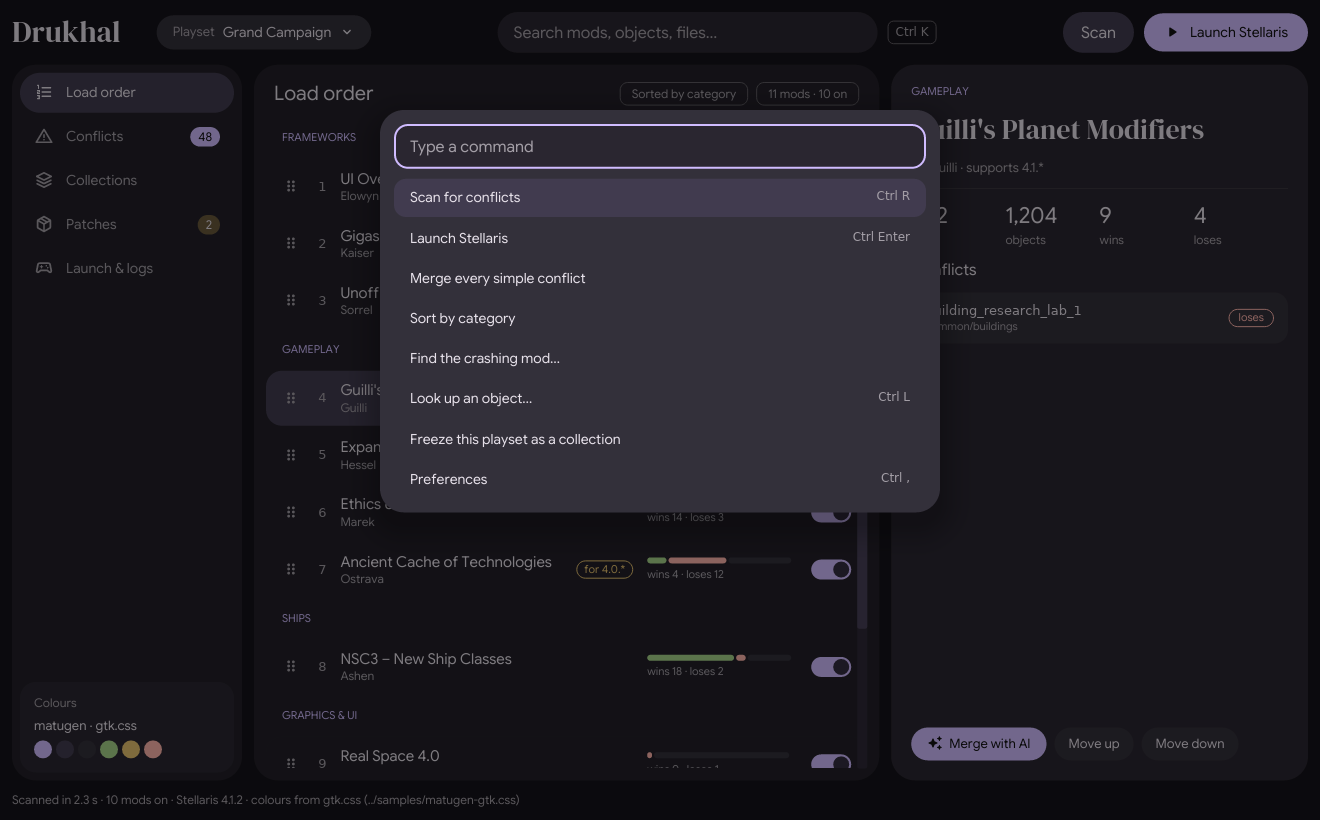 Drukhal
Playset Grand Campaign
Search mods, objects, files...
Ctrl K
Scan
Launch Stellaris
Load order
Conflicts 48
Collections
Patches 2
Launch & logs
Colours
matugen · gtk.css
Load order
Sorted by category
11 mods · 10 on
FRAMEWORKS
1
Elowyn
2
Kaiser
3
Sorrel
GAMEPLAY
4
Guilli
5
Hessel
6 Ethics
Marek
wins 14 · loses 3
7 Ancient Cache of Technologies
Ostrava
for 4.0.*
wins 4 · loses 12
SHIPS
8 NSC3 – New Ship Classes
Ashen
wins 18 · loses 2
GRAPHICS & UI
9 Real Space 4.0
Type a command
Scan for conflicts Ctrl R
Launch Stellaris Ctrl Enter
Merge every simple conflict
Sort by category
Find the crashing mod...
Look up an object... Ctrl L
Freeze this playset as a collection
Preferences Ctrl ,
GAMEPLAY
Guilli's Planet Modifiers
Guilli · supports 4.1.*
1,204
objects
9
wins
4
loses
Conflicts
building_research_lab_1
common/buildings
loses
Merge with AI
Move up
Move down
Scanned in 2.3 s · 10 mods on · Stellaris 4.1.2 · colours from gtk.css (../samples/matugen-gtk.css)